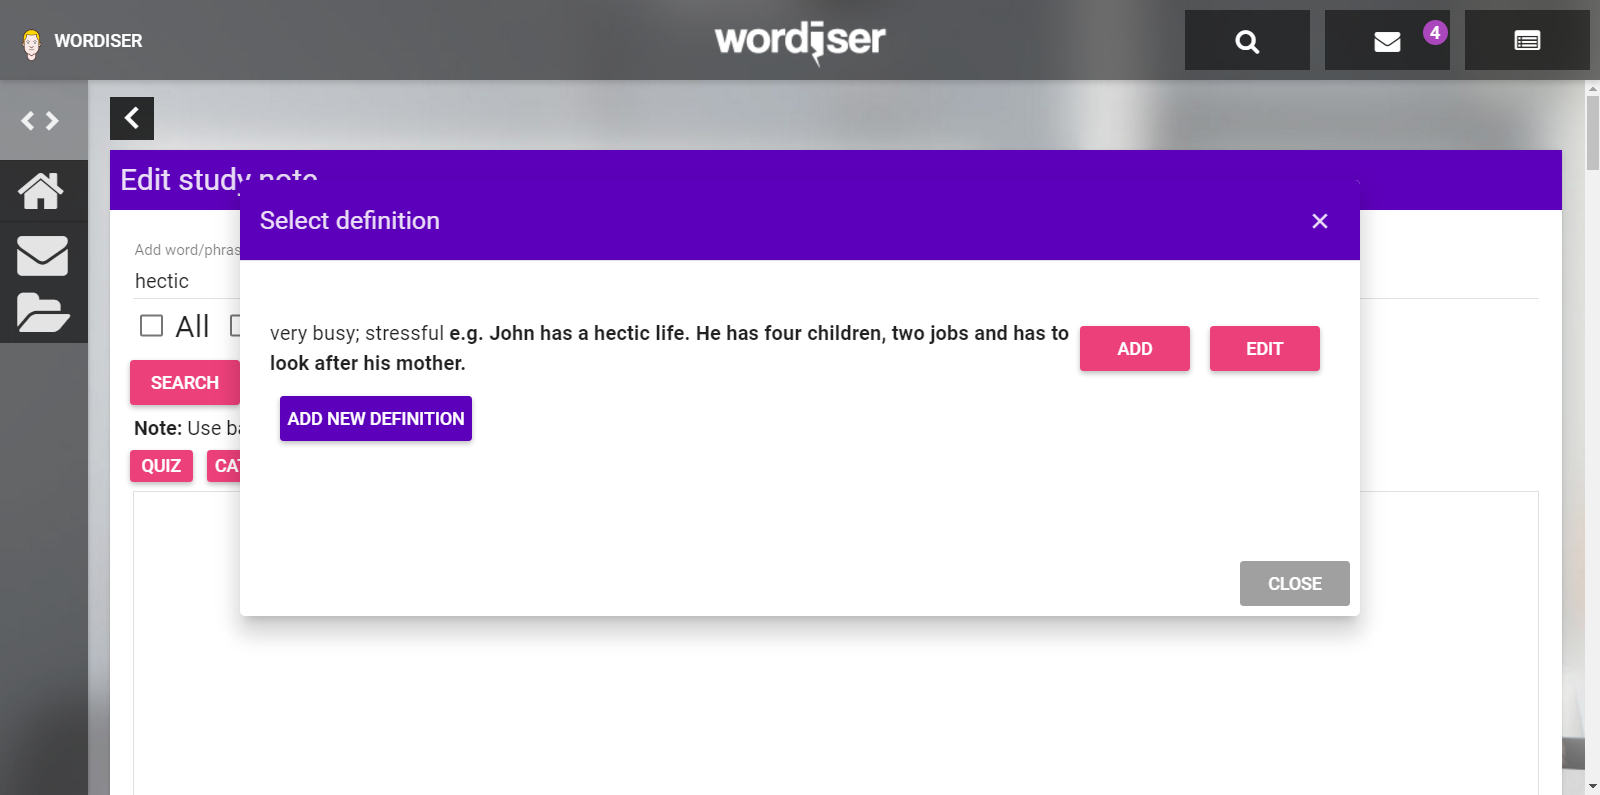 WORDISER
wordiser
4
Edit study note
Select definition
×
Add word/phras
hectic
very busy; stressful e.g. John has a hectic life. He has four children, two jobs and has to
look after his mother.
ADD
EDIT
All
SEARCH
ADD NEW DEFINITION
Note: Use ba
QUIZ
CAT
CLOSE